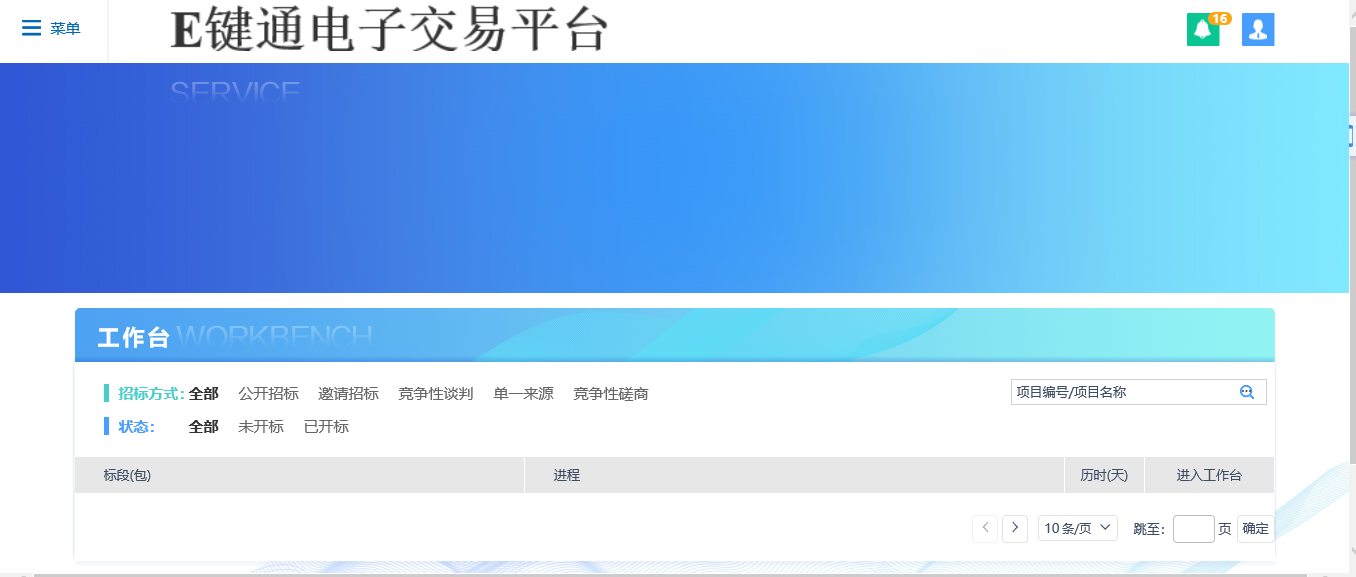 菜单
E键通电子交易平台
16
SERVICE
工作台 WORKBENCH
招标方式: 全部 公开招标 邀请招标 竞争性谈判 单一来源 竞争性磋商
项目编号/项目名称
状态: 全部 未开标 已开标
标段(包) 进程 历时(天) 进入工作台
10 条/页 跳至: 页 确定